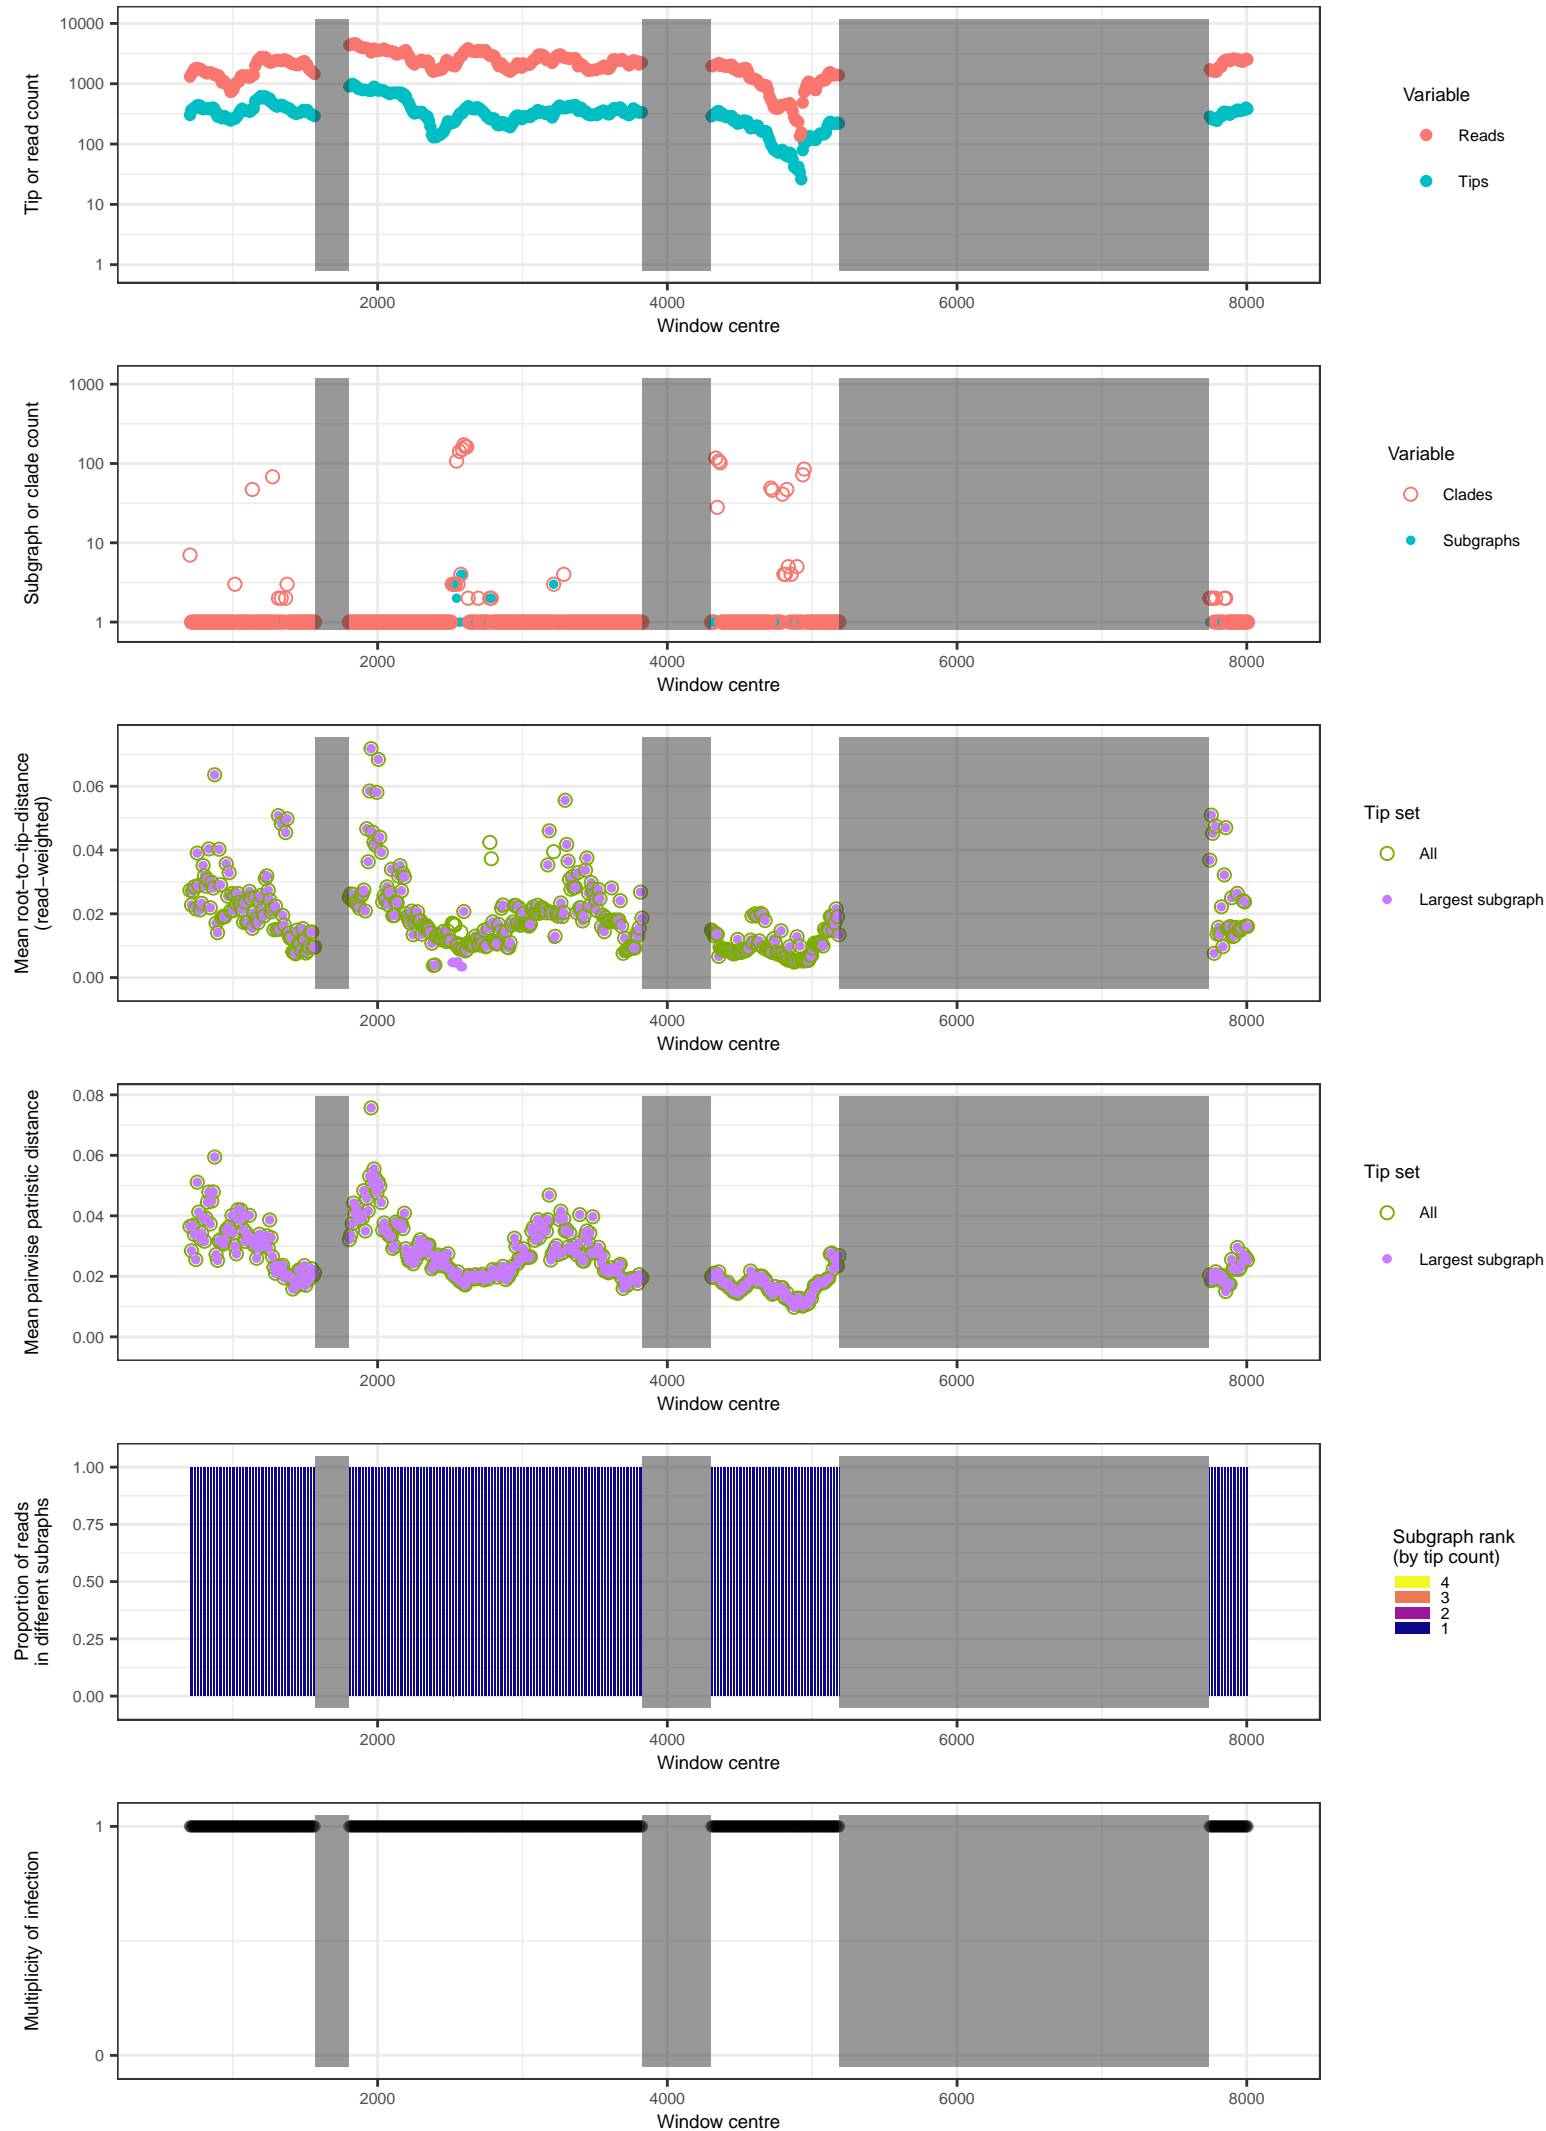 Tip or read count
10000
1000
100
10
1
2000
4000
6000
8000
Window centre
Variable
Reads
Tips
Subgraph or clade count
1000
100
10
1
2000
4000
6000
8000
Window centre
Variable
Clades
Subgraphs
Mean root−to−tip−distance
(read−weighted)
0.06
0.04
0.02
0.00
2000
4000
6000
8000
Window centre
Tip set
All
Largest subgraph
Mean pairwise patristic distance
0.08
0.06
0.04
0.02
0.00
2000
4000
6000
8000
Window centre
Tip set
All
Largest subgraph
Proportion of reads
in different subraphs
1.00
0.75
0.50
0.25
0.00
2000
4000
6000
8000
Window centre
Subgraph rank
(by tip count)
4
3
2
1
Multiplicity of infection
1
0
2000
4000
6000
8000
Window centre